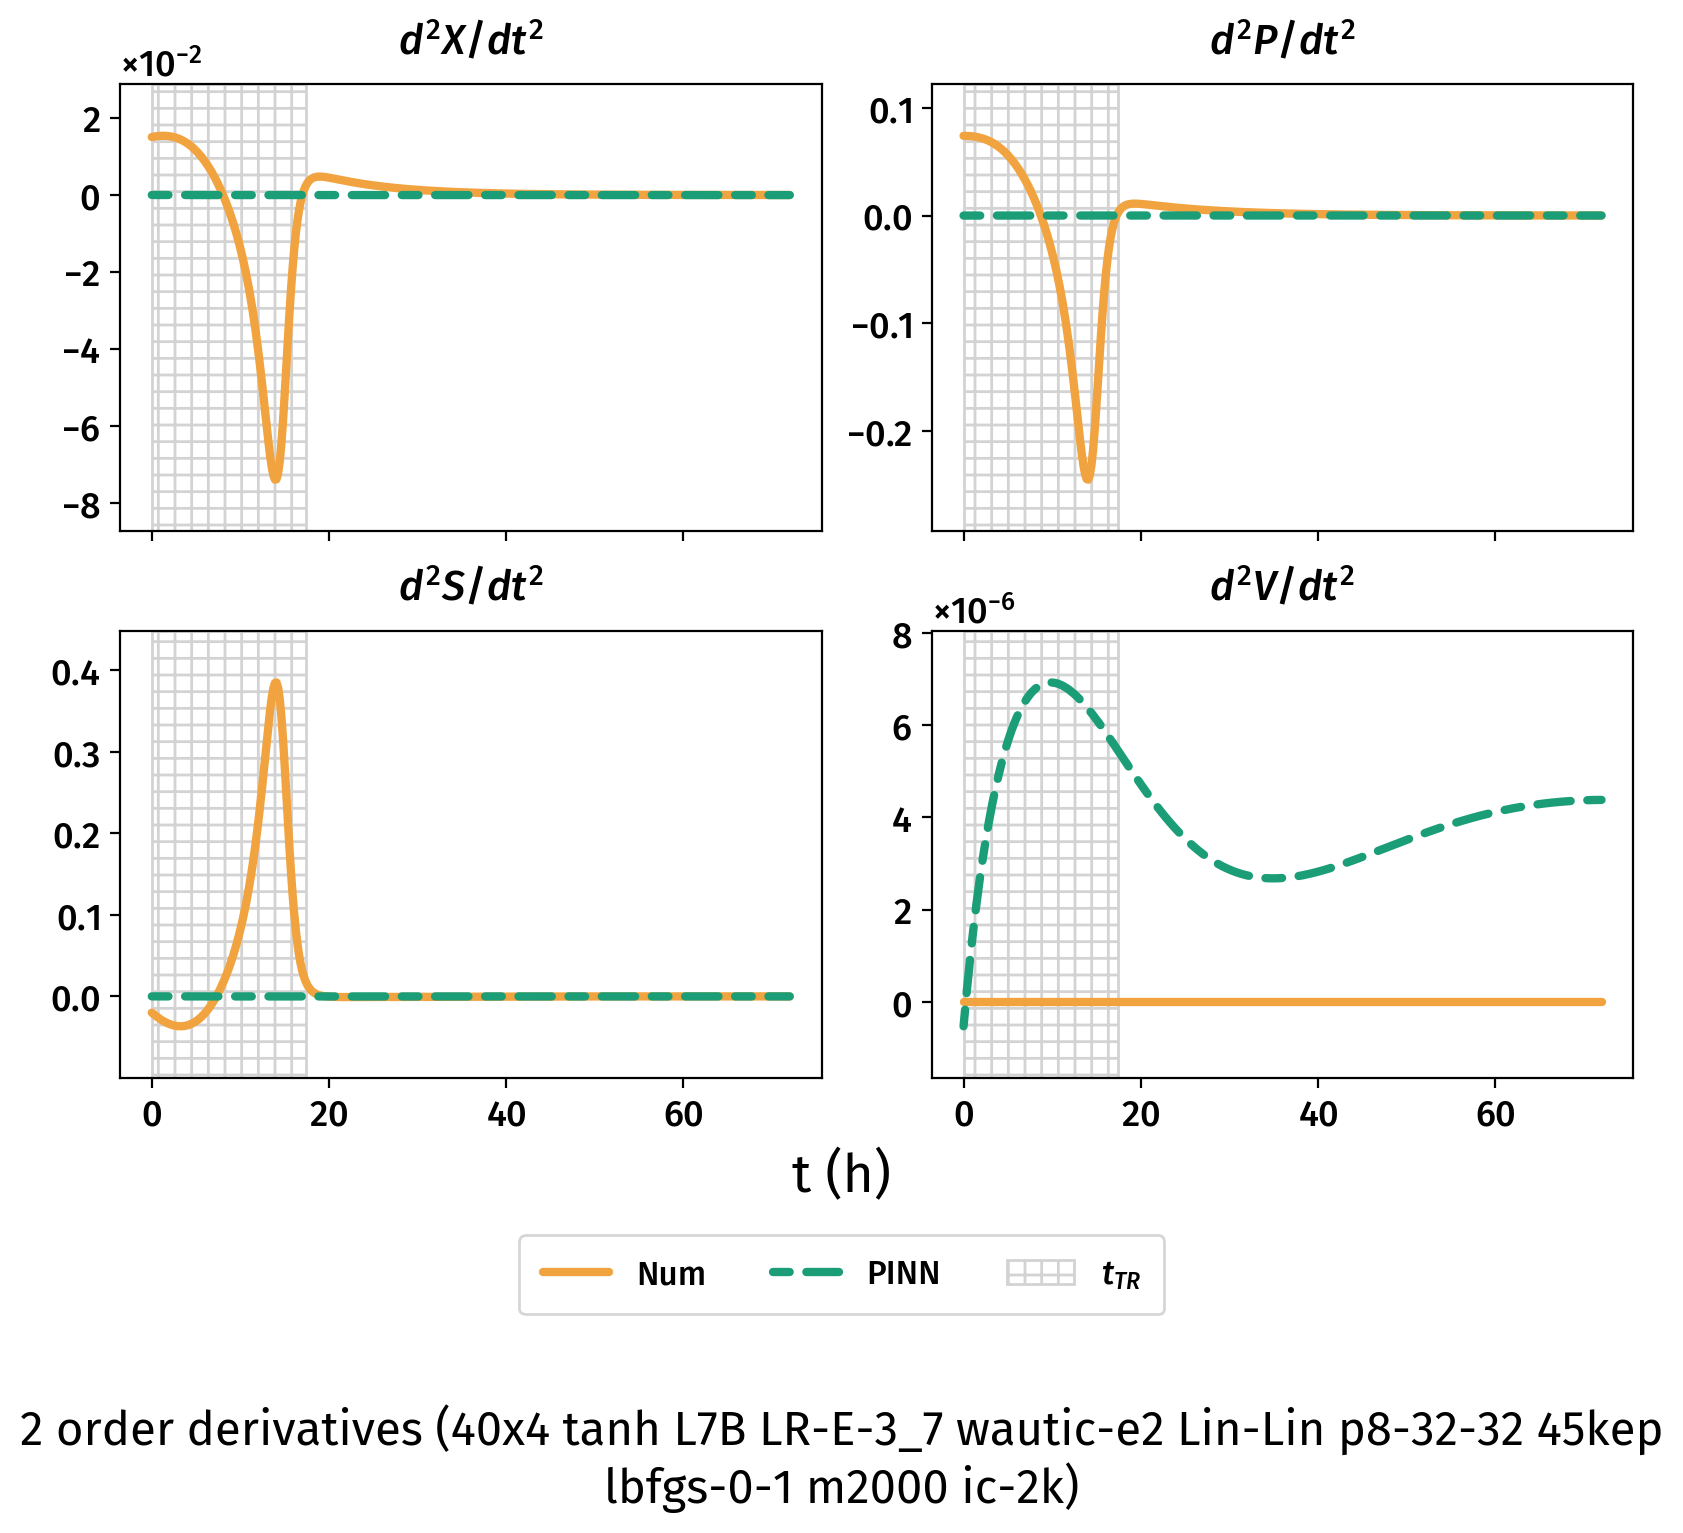 d²X/dt²
d²P/dt²
×10⁻²
2
0
−2
−4
−6
−8
0.1
0.0
−0.1
−0.2
d²S/dt²
d²V/dt²
×10⁻⁶
0.4
0.3
0.2
0.1
0.0
8
6
4
2
0
0 20 40 60
0 20 40 60
t (h)
Num PINN t_TR
2 order derivatives (40x4 tanh L7B LR-E-3_7 wautic-e2 Lin-Lin p8-32-32 45kep
lbfgs-0-1 m2000 ic-2k)